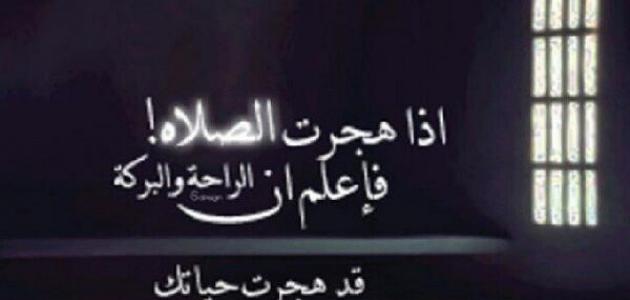 اذا هجرت الصلاه!
فإعلم ان الراحة والبركة
قد هجرت حياتك